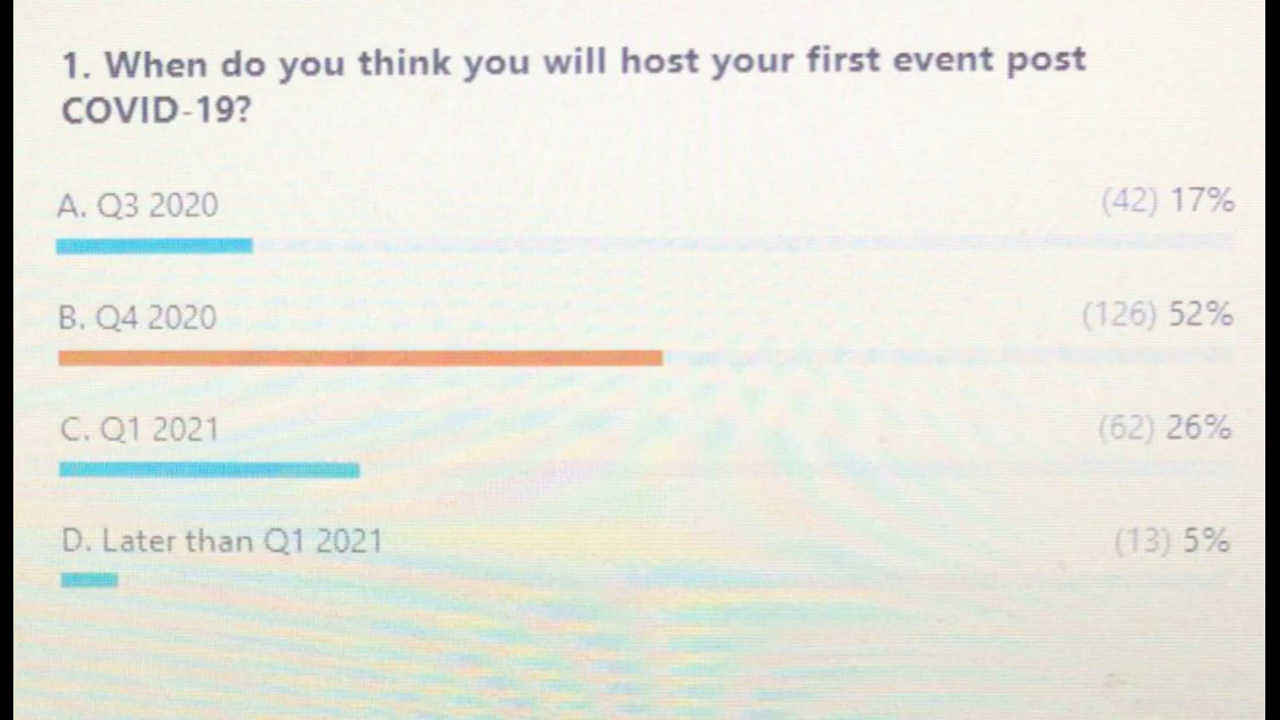 1. When do you think you will host your first event post
COVID-19?
A. Q3 2020 (42) 17%
B. Q4 2020 (126) 52%
C. Q1 2021 (62) 26%
D. Later than Q1 2021 (13) 5%